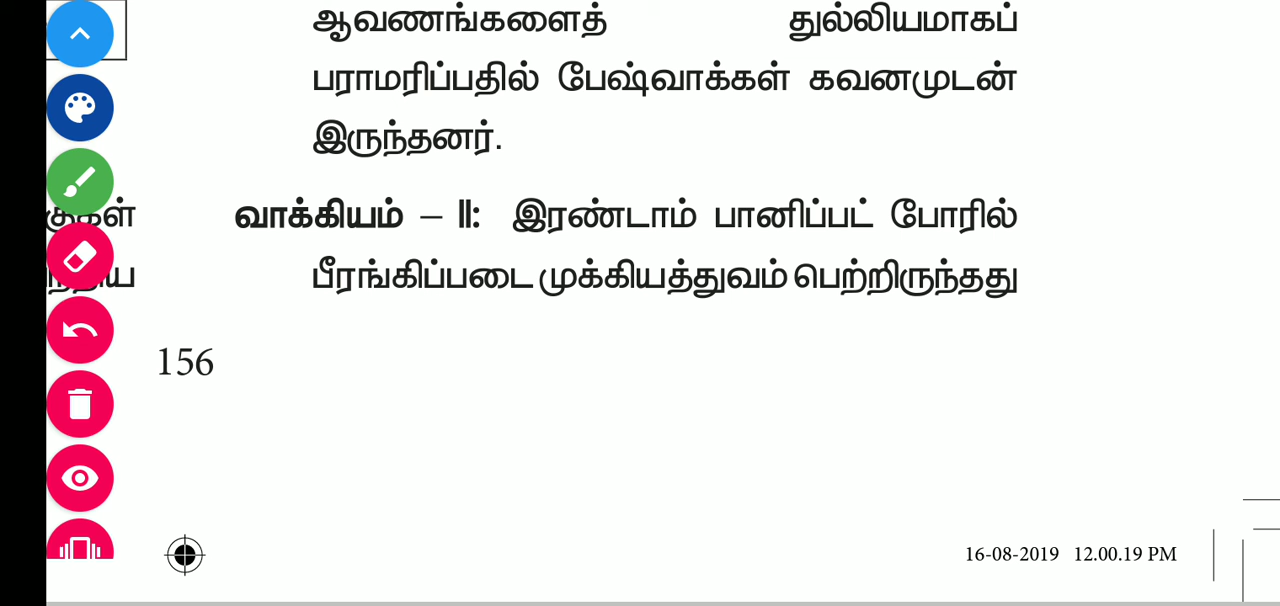 ஆவணங்களைத் துல்லியமாகப்
பராமரிப்பதில் பேஷ்வாக்கள் கவனமுடன்
இருந்தனர்.
வாக்கியம் – II: இரண்டாம் பானிப்பட் போரில்
பீரங்கிப்படை முக்கியத்துவம் பெற்றிருந்தது
156
16-08-2019 12.00.19 PM